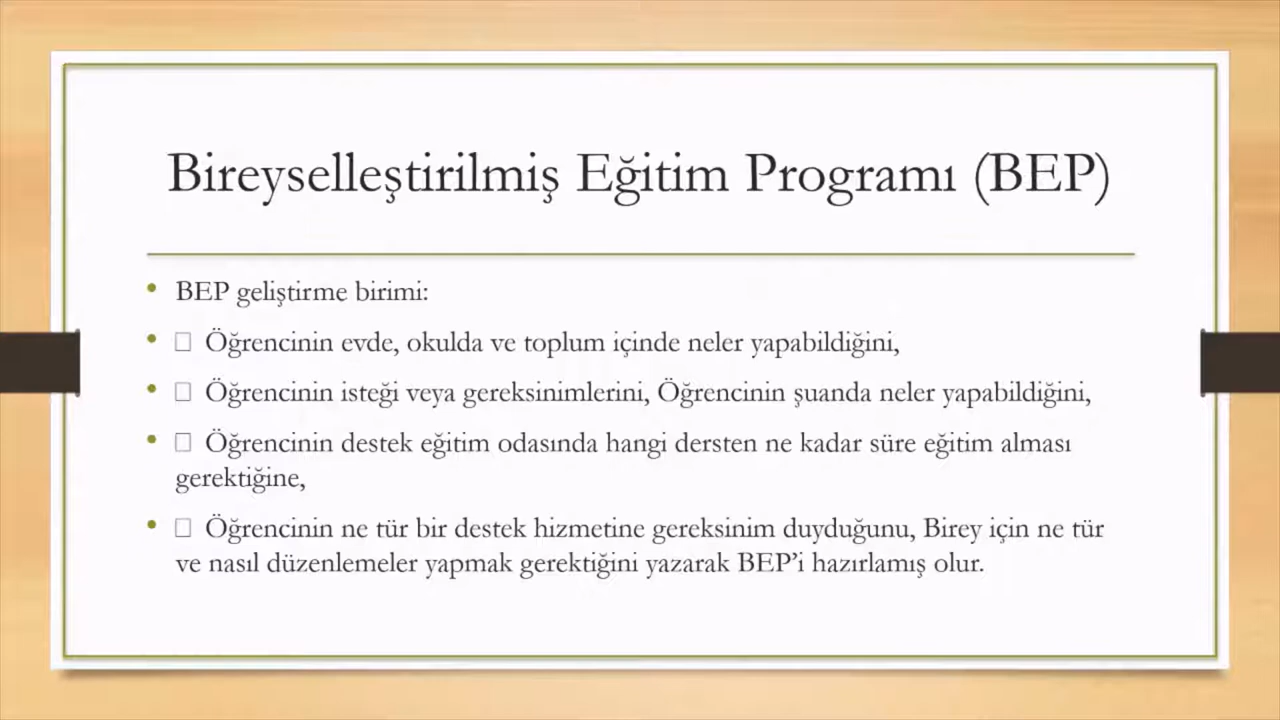 Bireyselleştirilmiş Eğitim Programı (BEP)
• BEP geliştirme birimi:
• □ Öğrencinin evde, okulda ve toplum içinde neler yapabildiğini,
• □ Öğrencinin isteği veya gereksinimlerini, Öğrencinin şuanda neler yapabildiğini,
• □ Öğrencinin destek eğitim odasında hangi dersten ne kadar süre eğitim alması
gerektiğine,
• □ Öğrencinin ne tür bir destek hizmetine gereksinim duyduğunu, Birey için ne tür
ve nasıl düzenlemeler yapmak gerektiğini yazarak BEP’i hazırlamış olur.